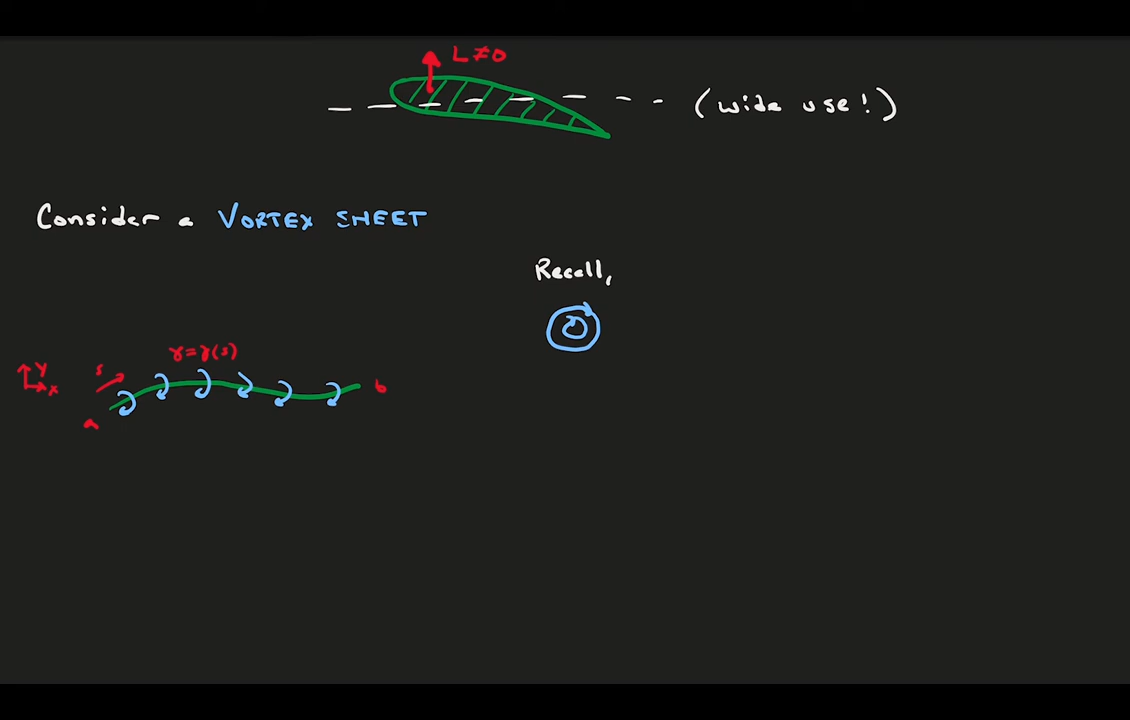 L≠0
(wide use!)
Consider a VORTEX SHEET
Recall,
γ=γ(s)
s
y
x
a
b